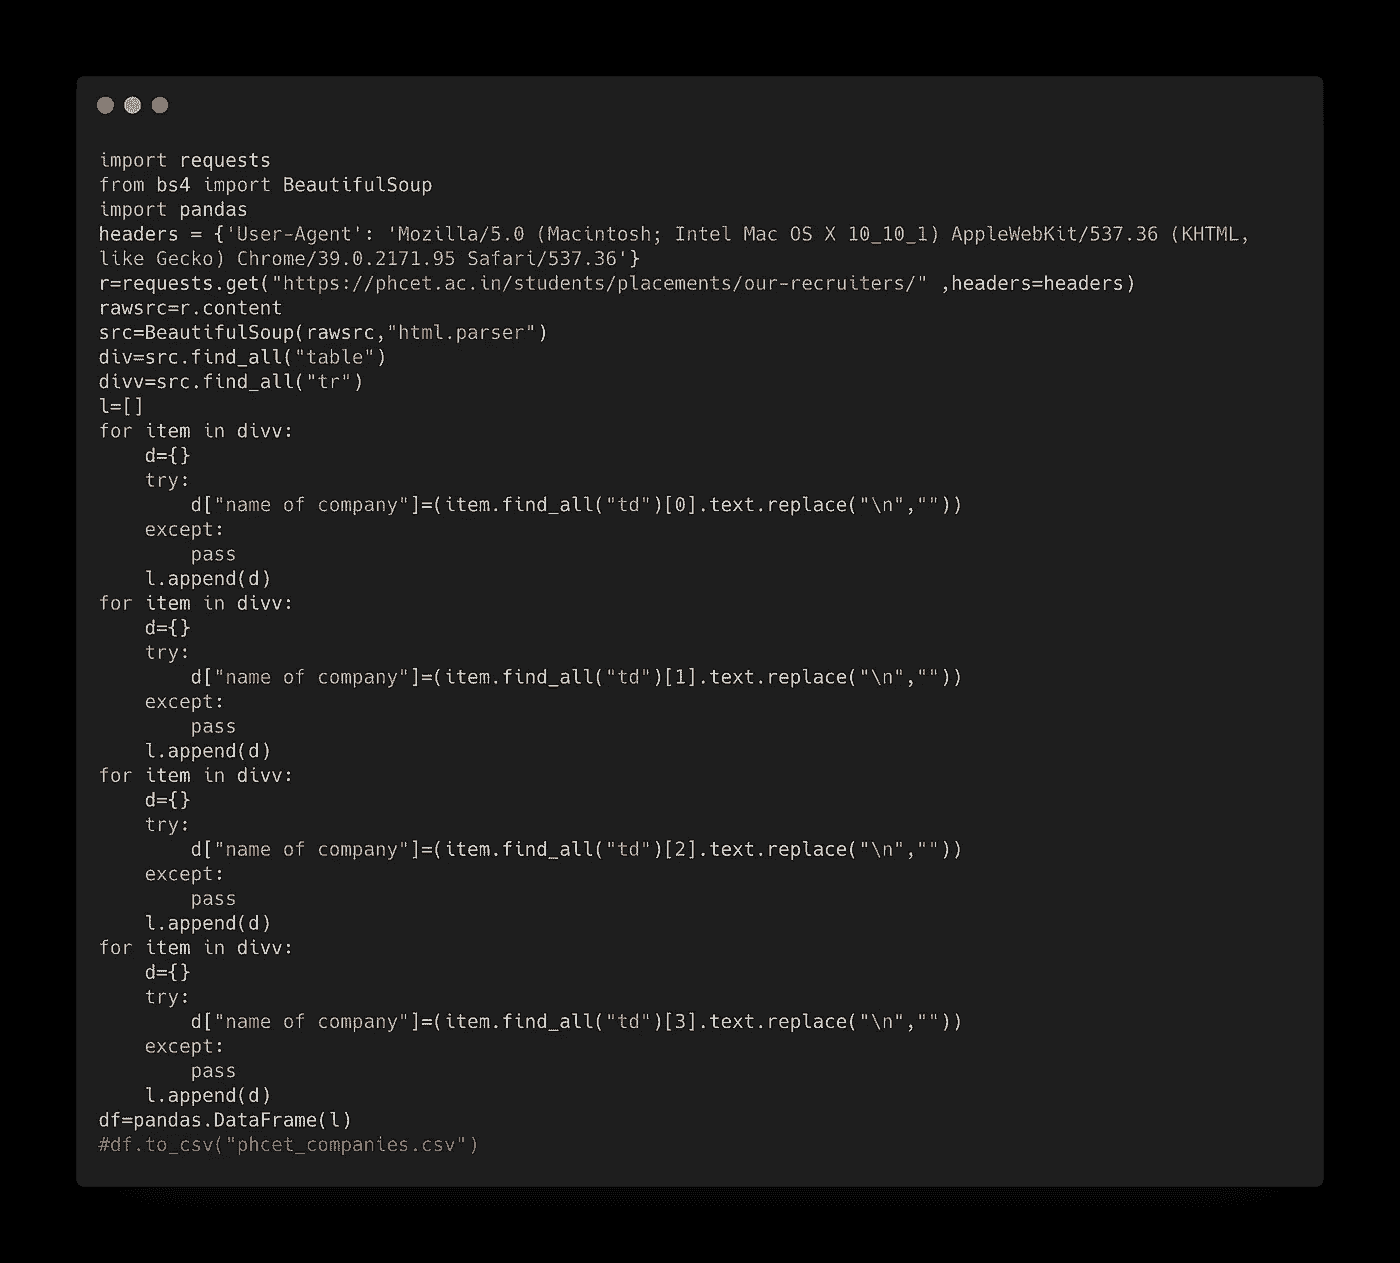 import requests
from bs4 import BeautifulSoup
import pandas
headers = {'User-Agent': 'Mozilla/5.0 (Macintosh; Intel Mac OS X 10_10_1) AppleWebKit/537.36 (KHTML,
like Gecko) Chrome/39.0.2171.95 Safari/537.36'}
r=requests.get("https://phcet.ac.in/students/placements/our-recruiters/" ,headers=headers)
rawsrc=r.content
src=BeautifulSoup(rawsrc,"html.parser")
div=src.find_all("table")
divv=src.find_all("tr")
l=[]
for item in divv:
    d={}
    try:
        d["name of company"]=(item.find_all("td")[0].text.replace("\n",""))
    except:
        pass
    l.append(d)
for item in divv:
    d={}
    try:
        d["name of company"]=(item.find_all("td")[1].text.replace("\n",""))
    except:
        pass
    l.append(d)
for item in divv:
    d={}
    try:
        d["name of company"]=(item.find_all("td")[2].text.replace("\n",""))
    except:
        pass
    l.append(d)
for item in divv:
    d={}
    try:
        d["name of company"]=(item.find_all("td")[3].text.replace("\n",""))
    except:
        pass
    l.append(d)
df=pandas.DataFrame(l)
#df.to_csv("phcet_companies.csv")